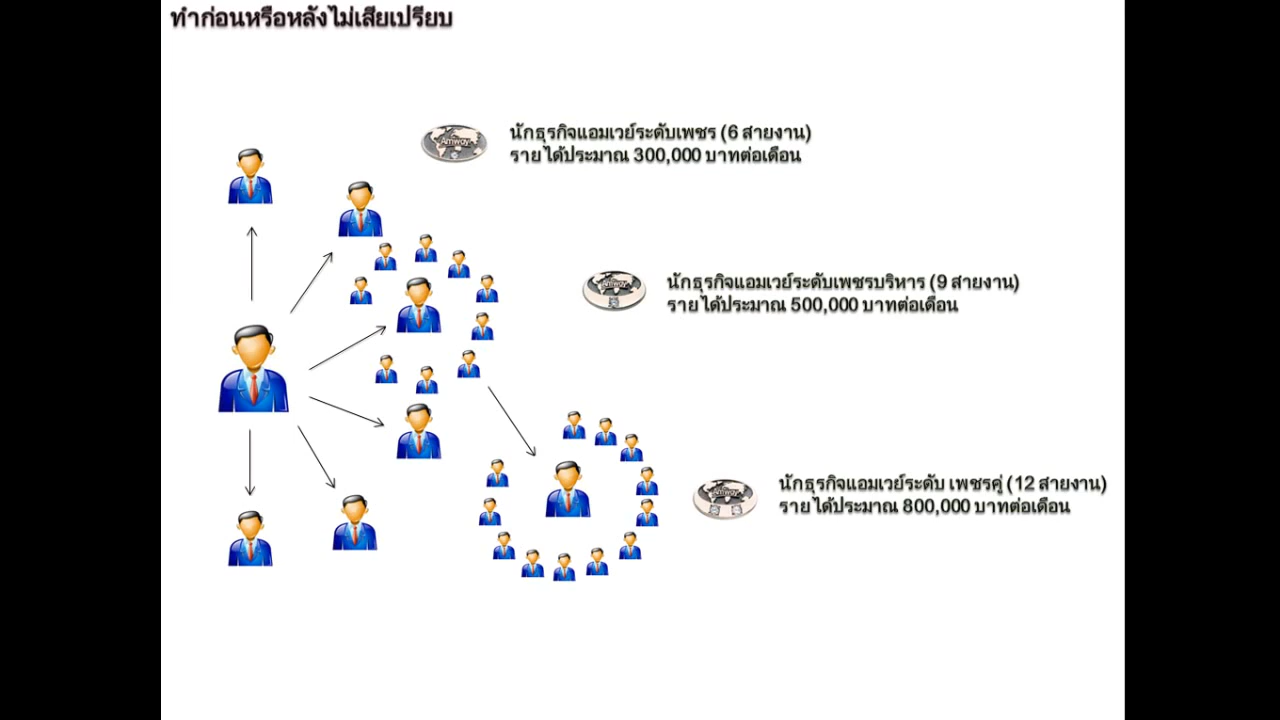 ทำก่อนหรือหลังไม่เสียเปรียบ
Amway
นักธุรกิจแอมเวย์ระดับเพชร (6 สายงาน)
รายได้ประมาณ 300,000 บาทต่อเดือน
Amway
นักธุรกิจแอมเวย์ระดับเพชรบริหาร (9 สายงาน)
รายได้ประมาณ 500,000 บาทต่อเดือน
Amway
นักธุรกิจแอมเวย์ระดับ เพชรคู่ (12 สายงาน)
รายได้ประมาณ 800,000 บาทต่อเดือน